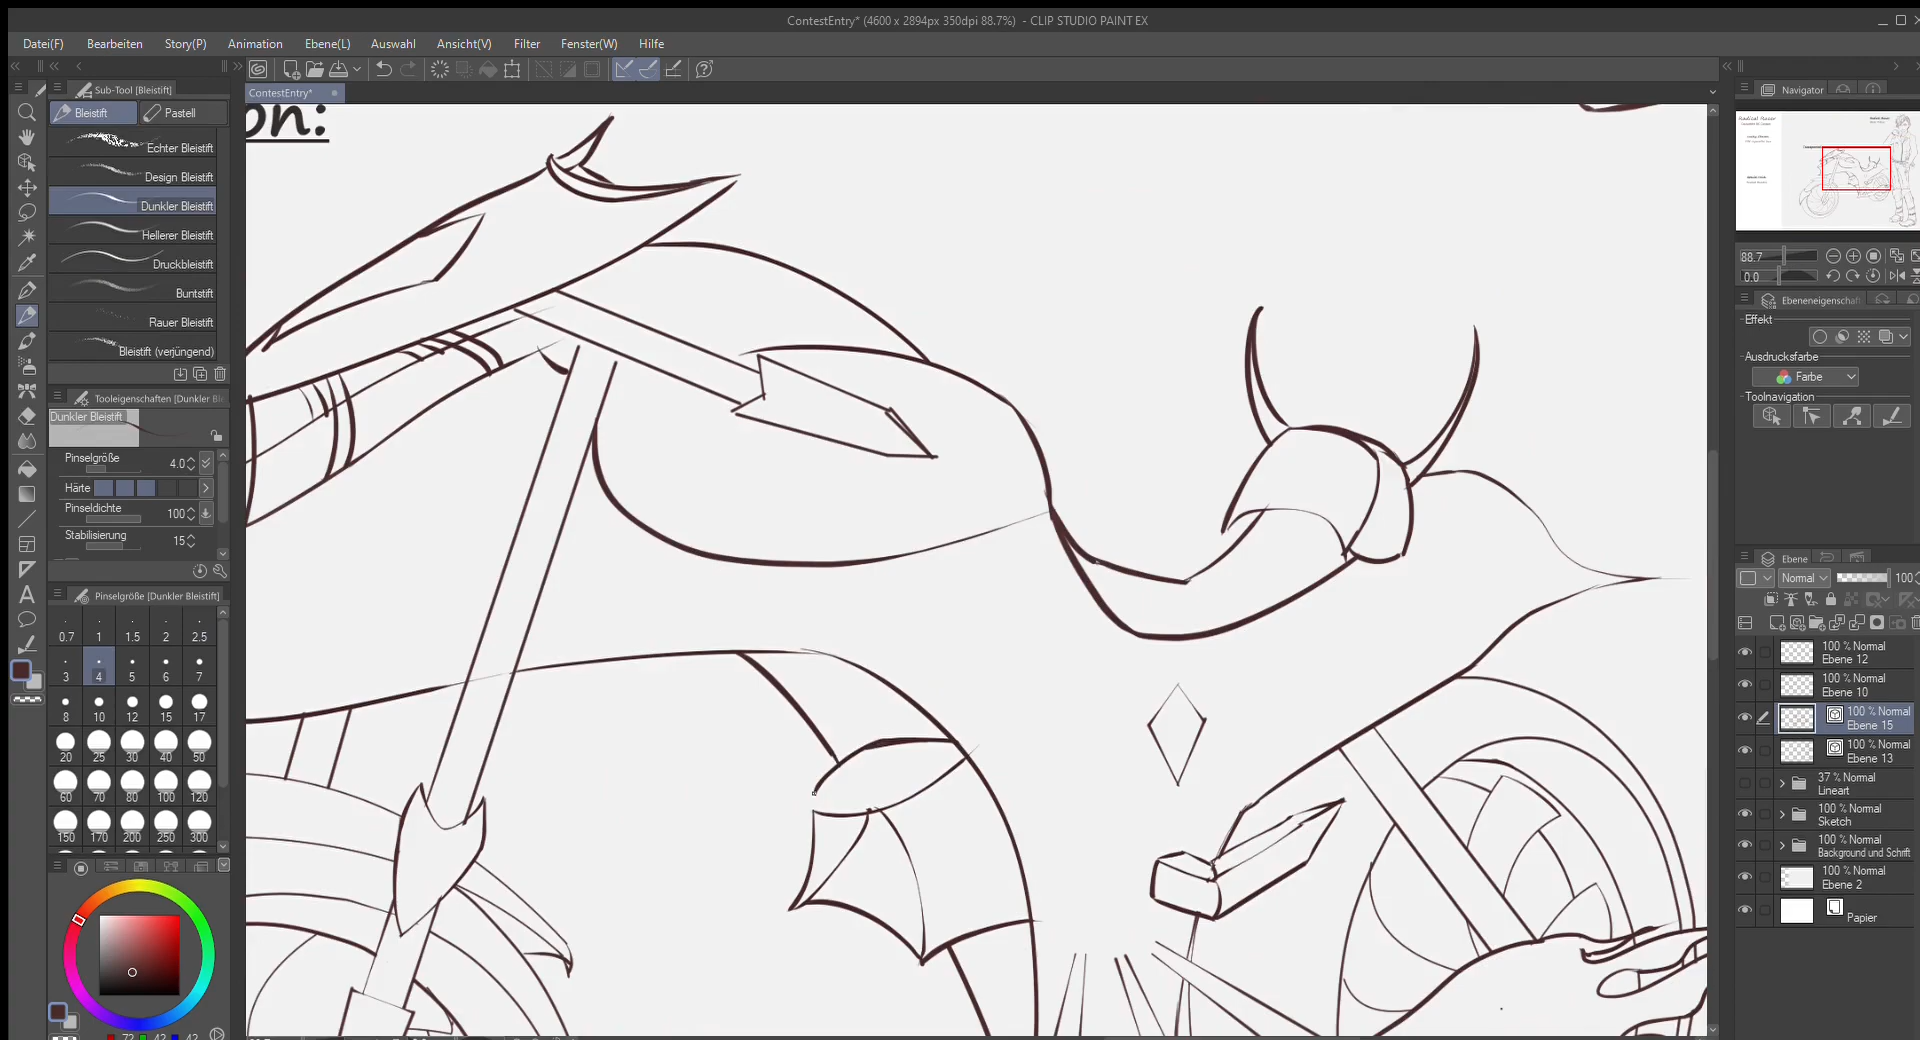 ContestEntry* (4600 x 2894px 350dpi 88.7%) - CLIP STUDIO PAINT EX
Datei(F) Bearbeiten Story(P) Animation Ebene(L) Auswahl Ansicht(V) Filter Fenster(W) Hilfe
Sub-Tool [Bleistift]
Bleistift Pastell
Echter Bleistift
Design Bleistift
Dunkler Bleistift
Hellerer Bleistift
Druckbleistift
Buntstift
Rauer Bleistift
Bleistift (verjüngend)
Tooleigenschaften [Dunkler Ble
Dunkler Bleistift
Pinselgröße 4.0
Härte
Pinseldichte 100
Stabilisierung 15
Pinselgröße [Dunkler Bleistift]
0.7 1 1.5 2 2.5
3 4 5 6 7
8 10 12 15 17
20 25 30 40 50
60 70 80 100 120
150 170 200 250 300
72 42 42
ContestEntry*
on:
Navigator
Radical Racer
88.7
0.0
Ebeneneigenschaf
Effekt
Ausdrucksfarbe
Farbe
Toolnavigation
Ebene
Normal 100
100 % Normal
Ebene 12
100 % Normal
Ebene 10
100 % Normal
Ebene 15
100 % Normal
Ebene 13
37 % Normal
Lineart
100 % Normal
Sketch
100 % Normal
Background und Schrift
100 % Normal
Ebene 2
Papier